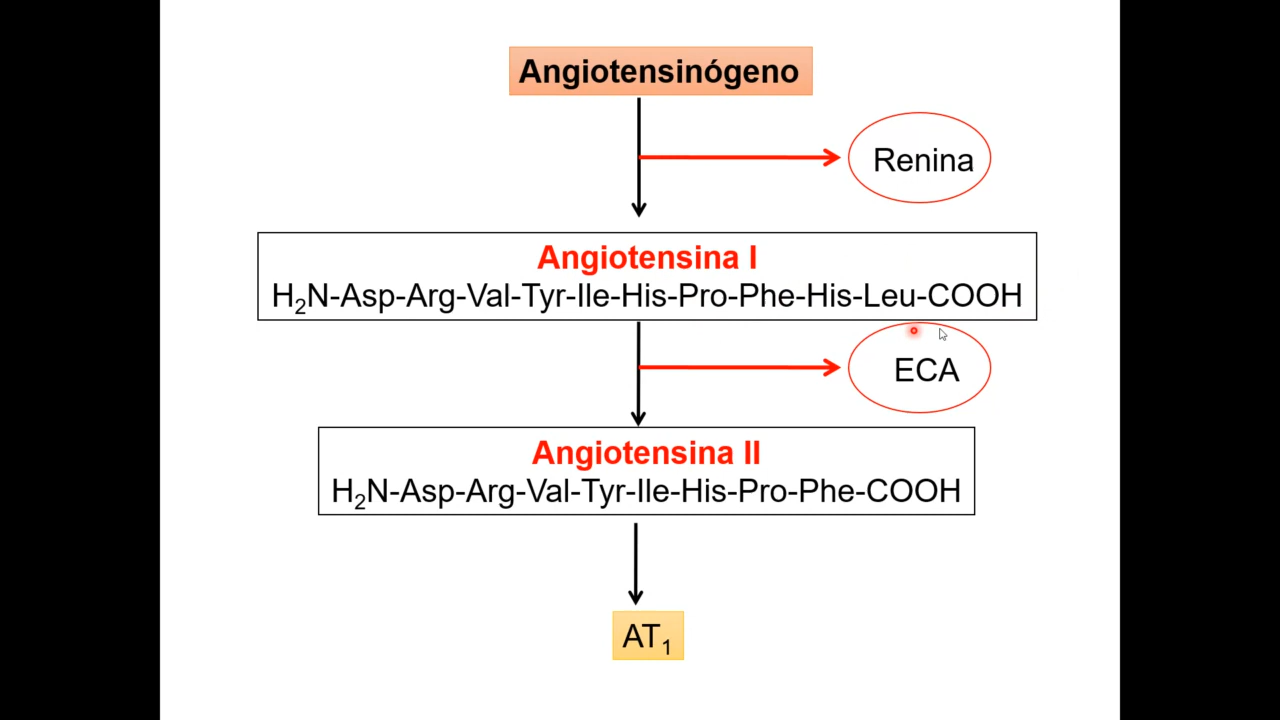 Angiotensinógeno
Renina
Angiotensina I
H₂N-Asp-Arg-Val-Tyr-Ile-His-Pro-Phe-His-Leu-COOH
ECA
Angiotensina II
H₂N-Asp-Arg-Val-Tyr-Ile-His-Pro-Phe-COOH
AT₁